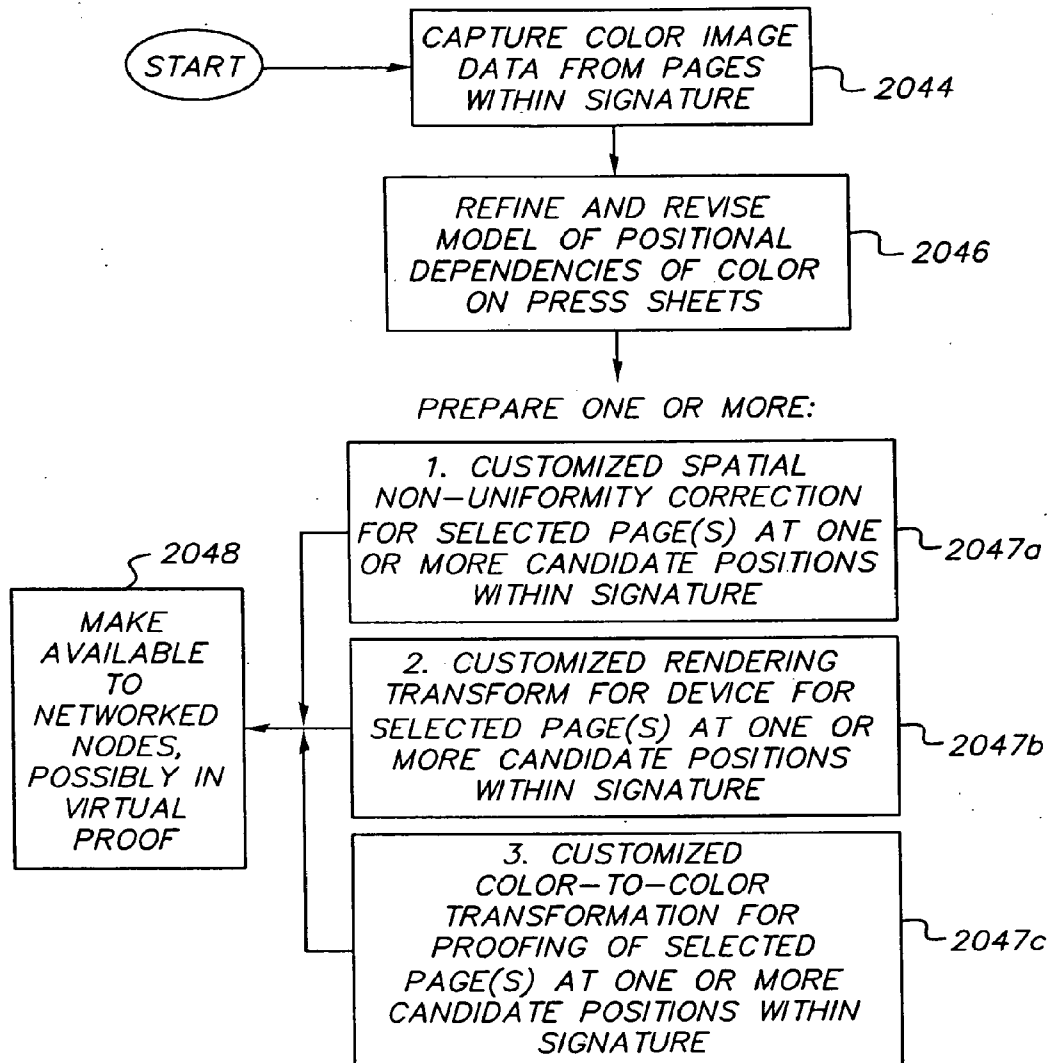 START
CAPTURE COLOR IMAGE
DATA FROM PAGES
WITHIN SIGNATURE
2044
REFINE AND REVISE
MODEL OF POSITIONAL
DEPENDENCIES OF COLOR
ON PRESS SHEETS
2046
PREPARE ONE OR MORE:
1. CUSTOMIZED SPATIAL
NON-UNIFORMITY CORRECTION
FOR SELECTED PAGE(S) AT ONE
OR MORE CANDIDATE POSITIONS
WITHIN SIGNATURE
2047a
2048
MAKE
AVAILABLE
TO
NETWORKED
NODES,
POSSIBLY IN
VIRTUAL
PROOF
2. CUSTOMIZED RENDERING
TRANSFORM FOR DEVICE FOR
SELECTED PAGE(S) AT ONE OR
MORE CANDIDATE POSITIONS
WITHIN SIGNATURE
2047b
3. CUSTOMIZED
COLOR-TO-COLOR
TRANSFORMATION FOR
PROOFING OF SELECTED
PAGE(S) AT ONE OR MORE
CANDIDATE POSITIONS WITHIN
SIGNATURE
2047c